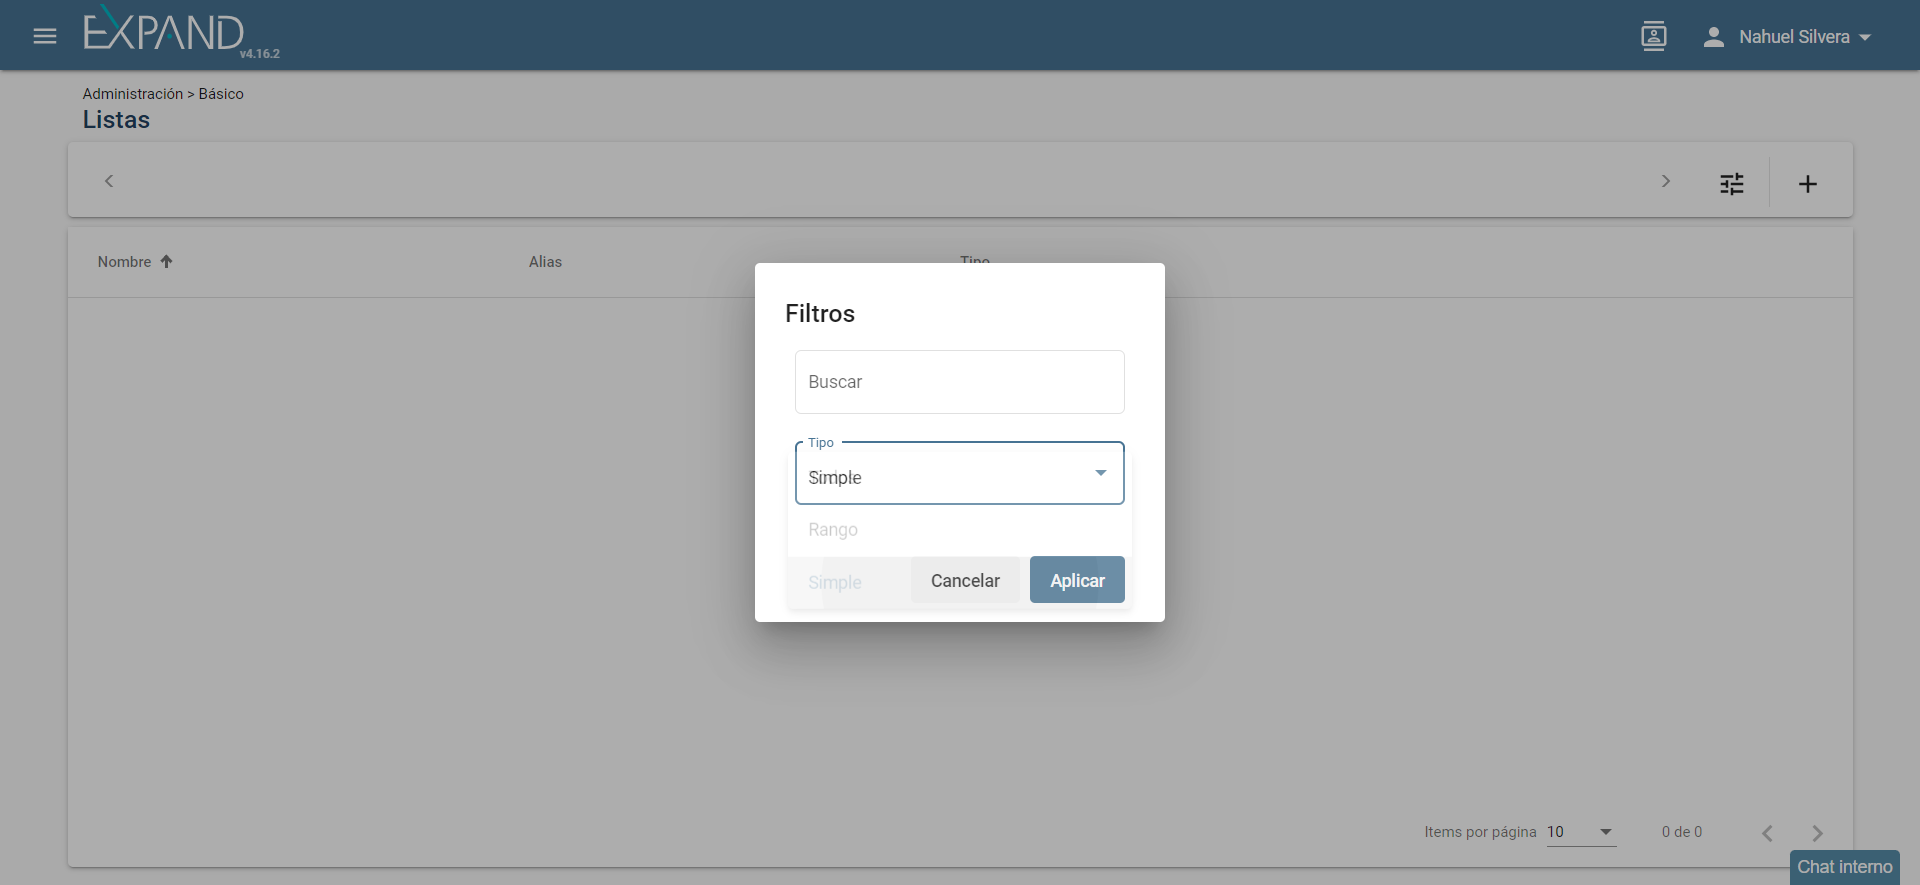 EXPAND
v4.16.2
Nahuel Silvera
Administración > Básico
Listas
Nombre
Alias
Tipo
Filtros
Buscar
Tipo
Simple
Rango
Simple
Cancelar
Aplicar
Items por página
10
0 de 0
Chat interno